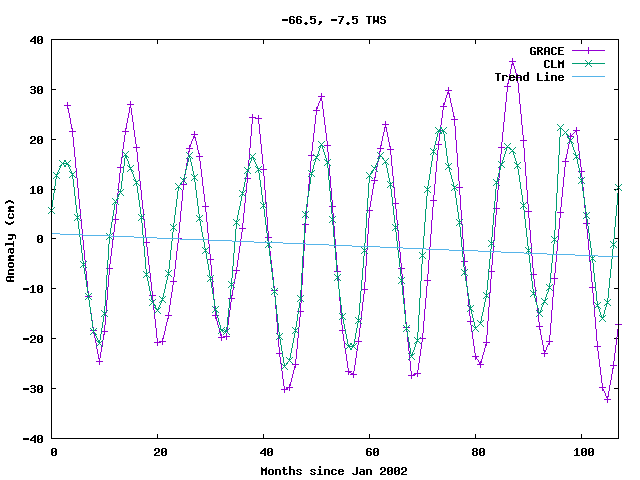 -66.5, -7.5 TWS
GRACE
CLM
Trend Line
40
30
20
10
0
-10
-20
-30
-40
Anomaly (cm)
0 20 40 60 80 100
Months since Jan 2002